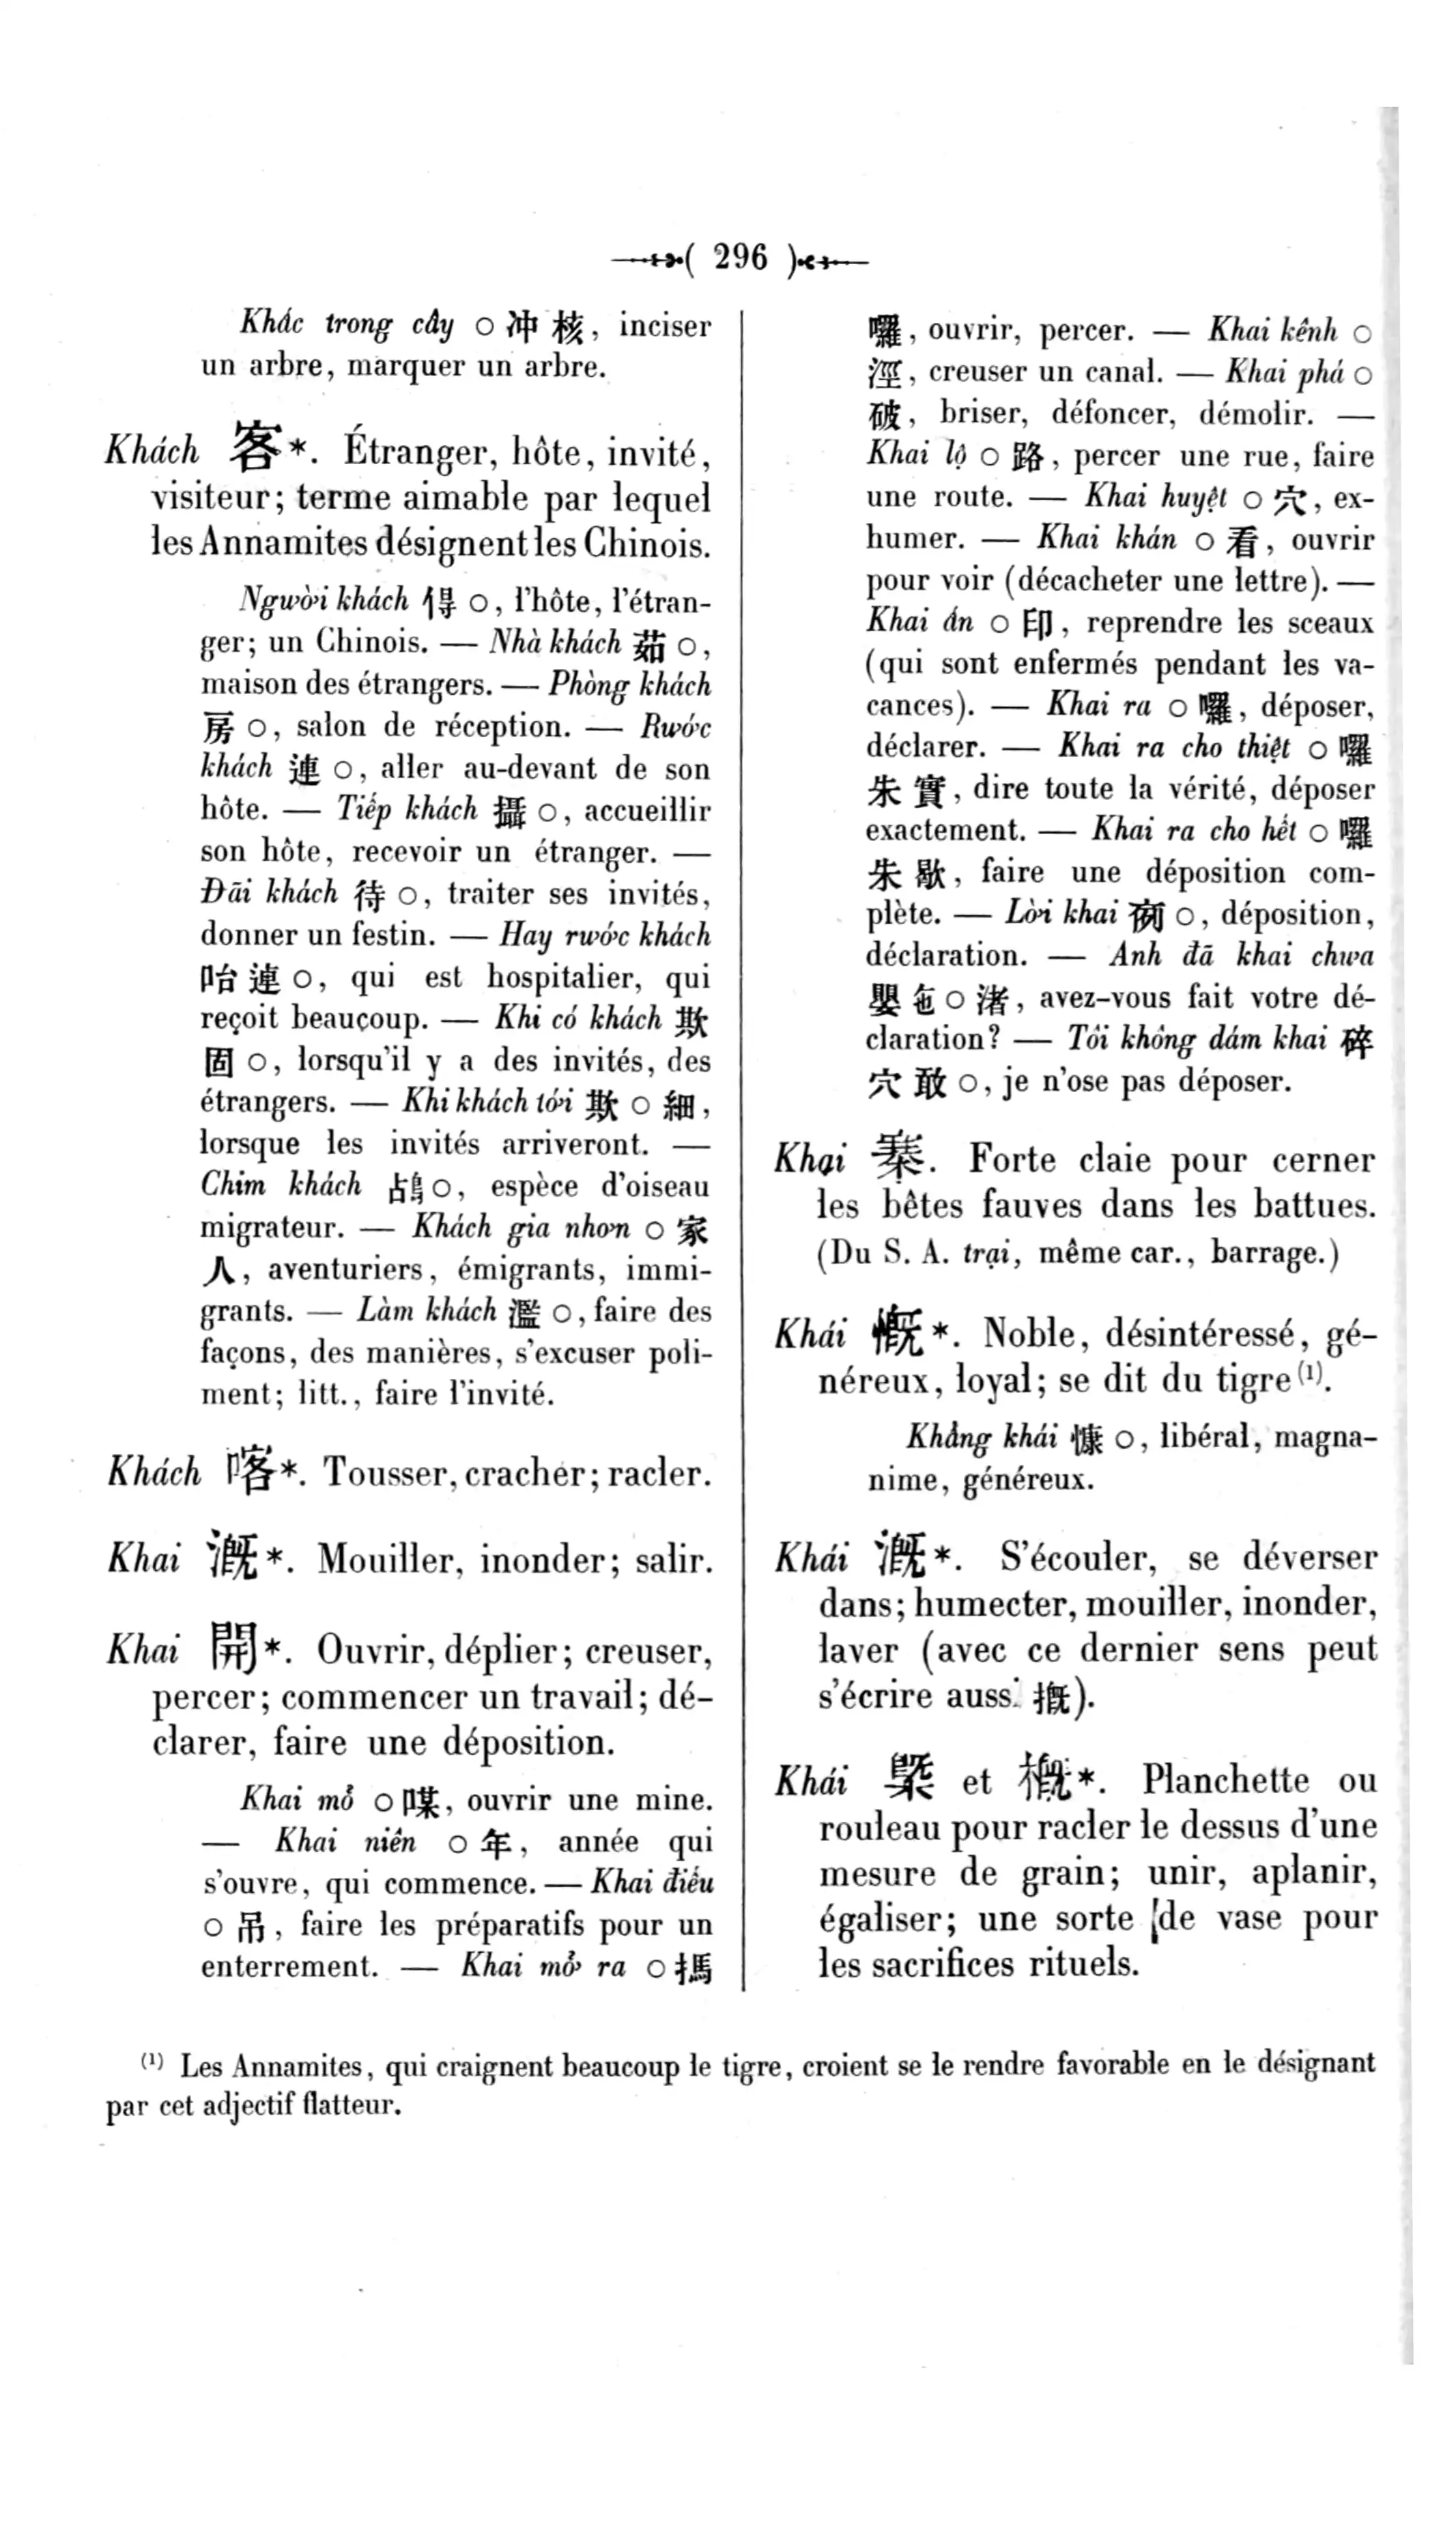 ( 296 )
Khắc trong cây ○ 冲 核, inciser
un arbre, marquer un arbre.
Khách 客*. Étranger, hôte, invité,
visiteur; terme aimable par lequel
les Annamites désignent les Chinois.
Người khách 㝵 ○, l'hôte, l'étran-
ger; un Chinois. — Nhà khách 茹 ○,
maison des étrangers. — Phòng khách
房 ○, salon de réception. — Rước
khách 連 ○, aller au-devant de son
hôte. — Tiếp khách 攝 ○, accueillir
son hôte, recevoir un étranger. —
Đãi khách 待 ○, traiter ses invités,
donner un festin. — Hay rước khách
咍 連 ○, qui est hospitalier, qui
reçoit beaucoup. — Khi có khách 欺
固 ○, lorsqu'il y a des invités, des
étrangers. — Khi khách tới 欺 ○ 細,
lorsque les invités arriveront. —
Chim khách ○, espèce d'oiseau
migrateur. — Khách gia nhơn ○ 家
人, aventuriers, émigrants, immi-
grants. — Làm khách 濫 ○, faire des
façons, des manières, s'excuser poli-
ment; litt., faire l'invité.
Khách 喀*. Tousser, cracher; racler.
Khai 漑*. Mouiller, inonder; salir.
Khai 開*. Ouvrir, déplier; creuser,
percer; commencer un travail; dé-
clarer, faire une déposition.
Khai mỏ ○ 𠵘, ouvrir une mine.
— Khai niên ○ 年, année qui
s'ouvre, qui commence. — Khai điếu
○ 吊, faire les préparatifs pour un
enterrement. — Khai mở ra ○ 搗
囉, ouvrir, percer. — Khai kênh ○
涇, creuser un canal. — Khai phá ○
破, briser, défoncer, démolir. —
Khai lộ ○ 路, percer une rue, faire
une route. — Khai huyệt ○ 穴, ex-
humer. — Khai khán ○ 看, ouvrir
pour voir (décacheter une lettre). —
Khai ấn ○ 印, reprendre les sceaux
(qui sont enfermés pendant les va-
cances). — Khai ra ○ 囉, déposer,
déclarer. — Khai ra cho thiệt ○ 囉
朱 實, dire toute la vérité, déposer
exactement. — Khai ra cho hết ○ 囉
朱 歇, faire une déposition com-
plète. — Lời khai ○, déposition,
déclaration. — Anh đã khai chưa
嬰 㐌 ○ 渚, avez-vous fait votre dé-
claration? — Tôi không dám khai 碎
穴 敢 ○, je n'ose pas déposer.
Khại. Forte claie pour cerner
les bêtes fauves dans les battues.
(Du S. A. trại, même car., barrage.)
Khái 慨*. Noble, désintéressé, gé-
néreux, loyal; se dit du tigre (1).
Khảng khái 慷 ○, libéral, magna-
nime, généreux.
Khái 漑*. S'écouler, se déverser
dans; humecter, mouiller, inonder,
laver (avec ce dernier sens peut
s'écrire aussi 摡).
Khái 槩 et 概*. Planchette ou
rouleau pour racler le dessus d'une
mesure de grain; unir, aplanir,
égaliser; une sorte de vase pour
les sacrifices rituels.
(1) Les Annamites, qui craignent beaucoup le tigre, croient se le rendre favorable en le désignant
par cet adjectif flatteur.